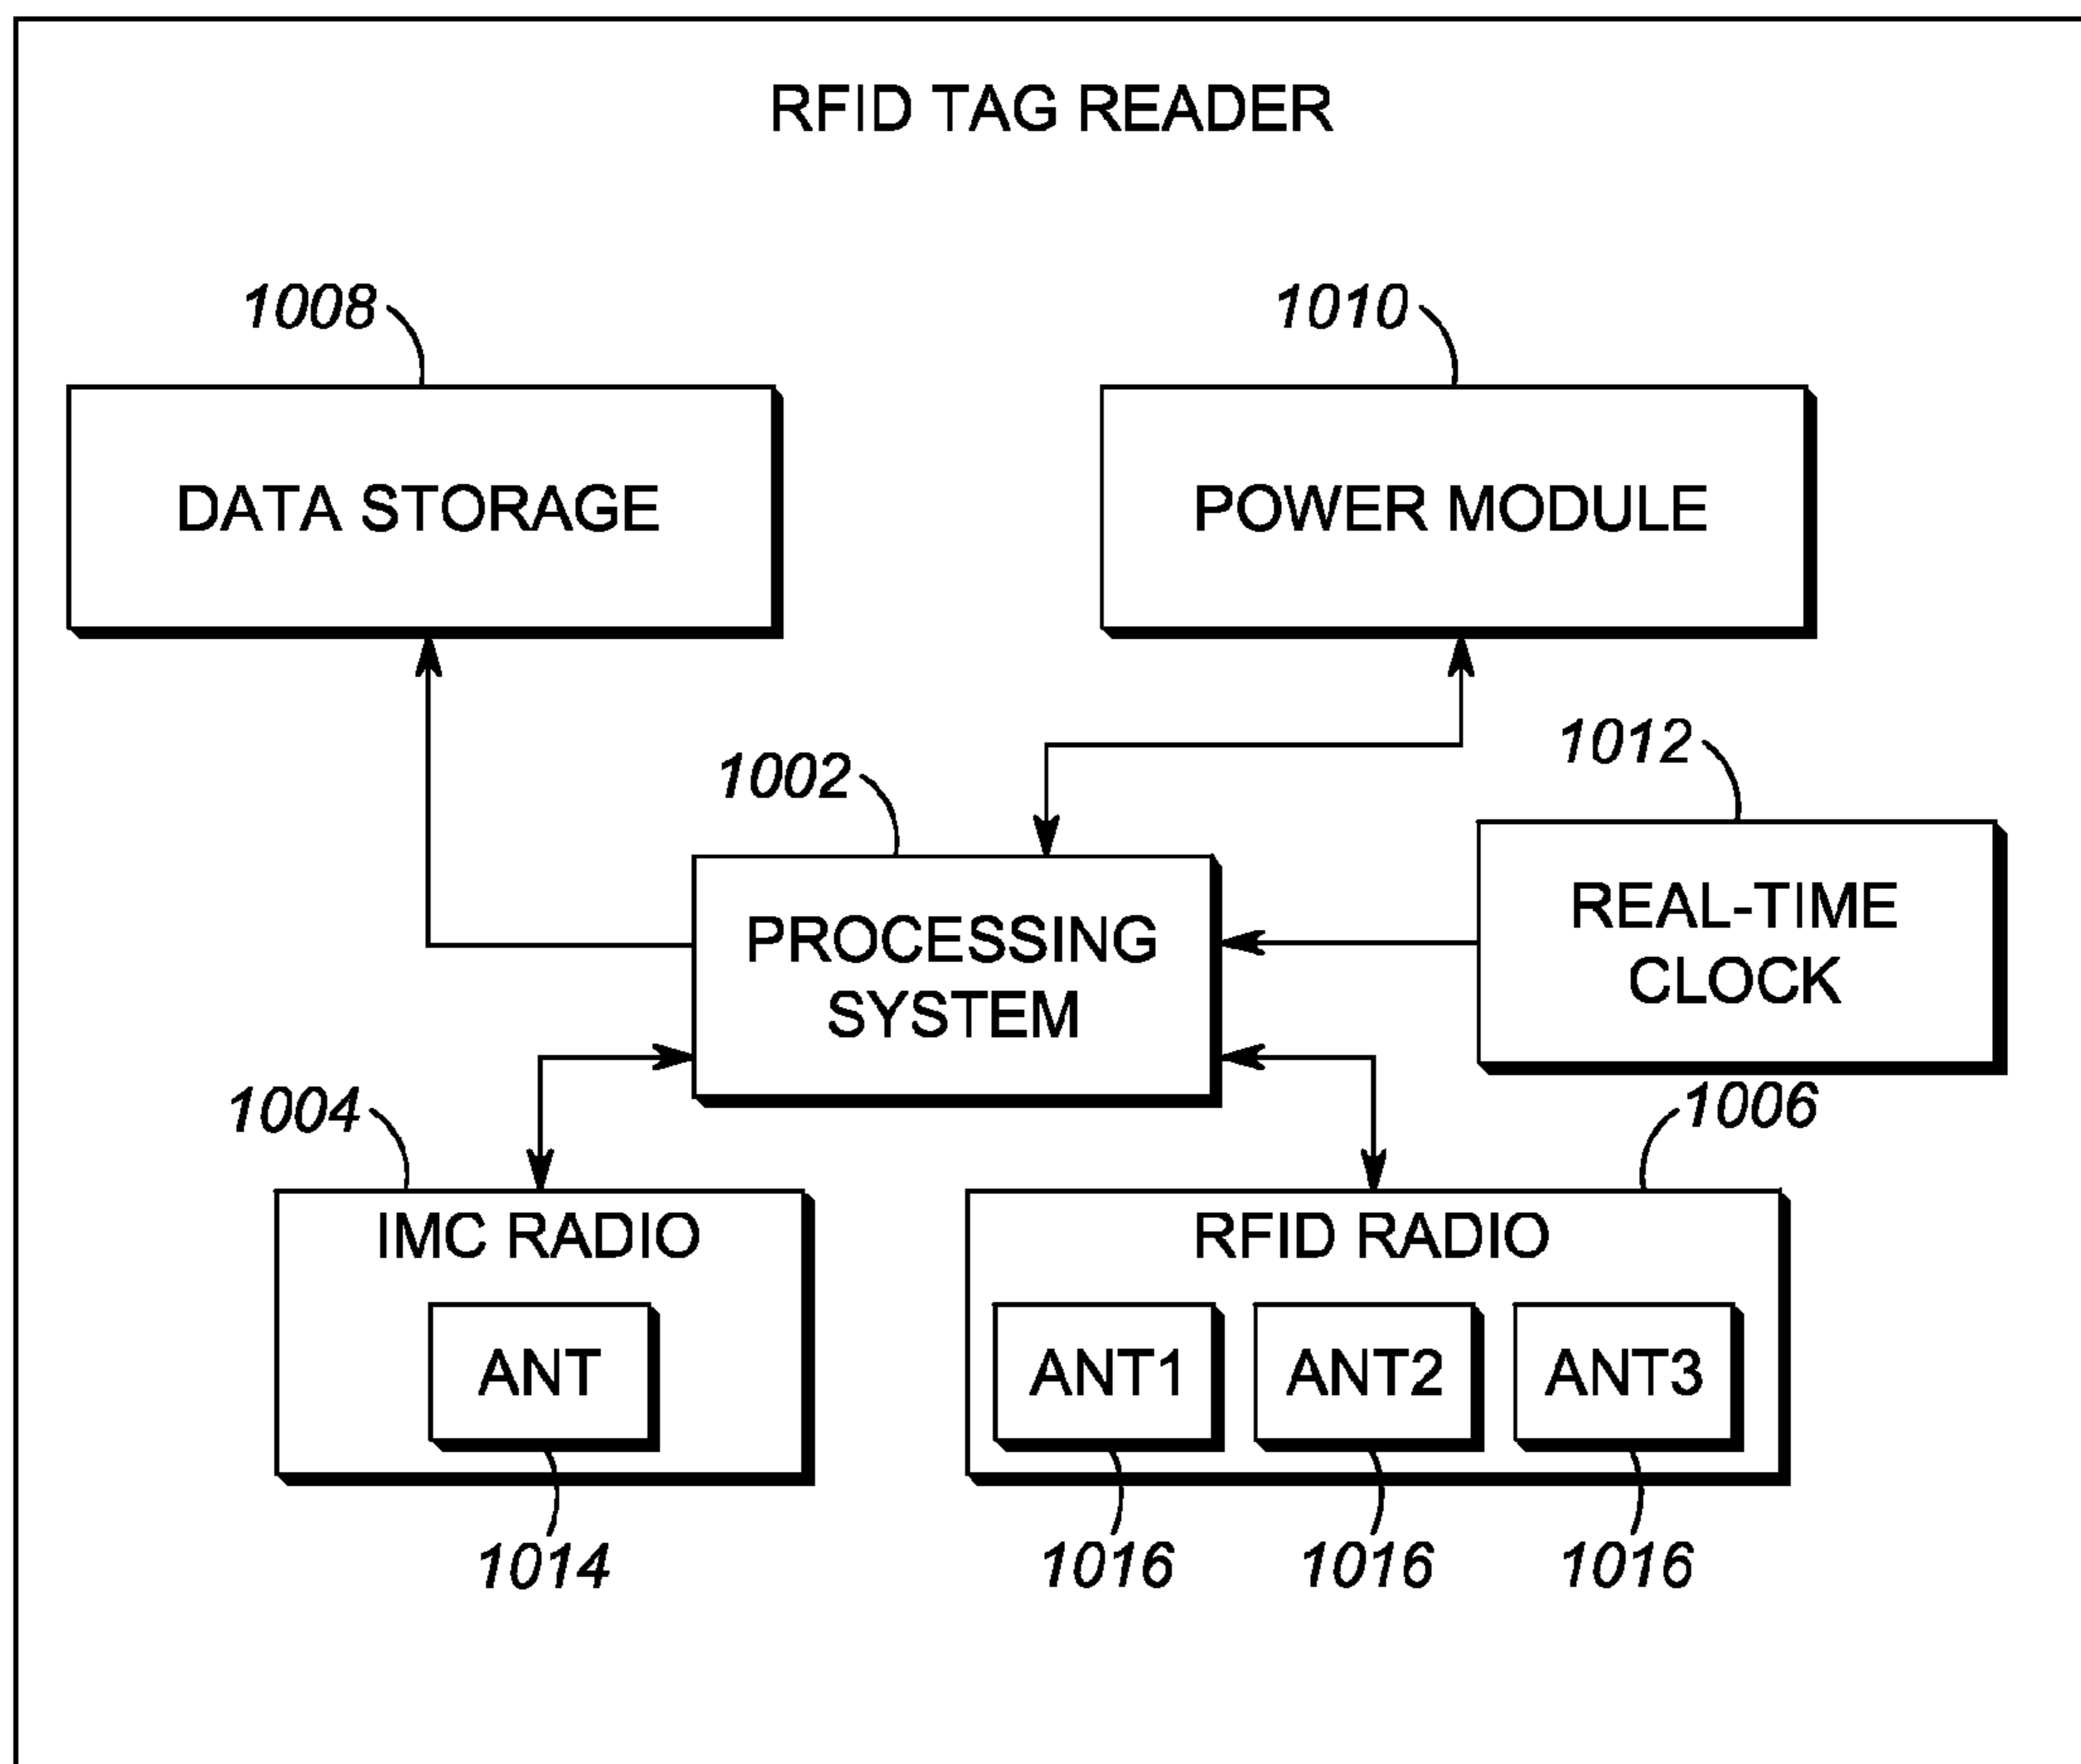 RFID TAG READER
1008
1010
DATA STORAGE
POWER MODULE
1002
1012
PROCESSING
SYSTEM
REAL-TIME
CLOCK
1004
1006
IMC RADIO
RFID RADIO
ANT
ANT1
ANT2
ANT3
1014
1016
1016
1016